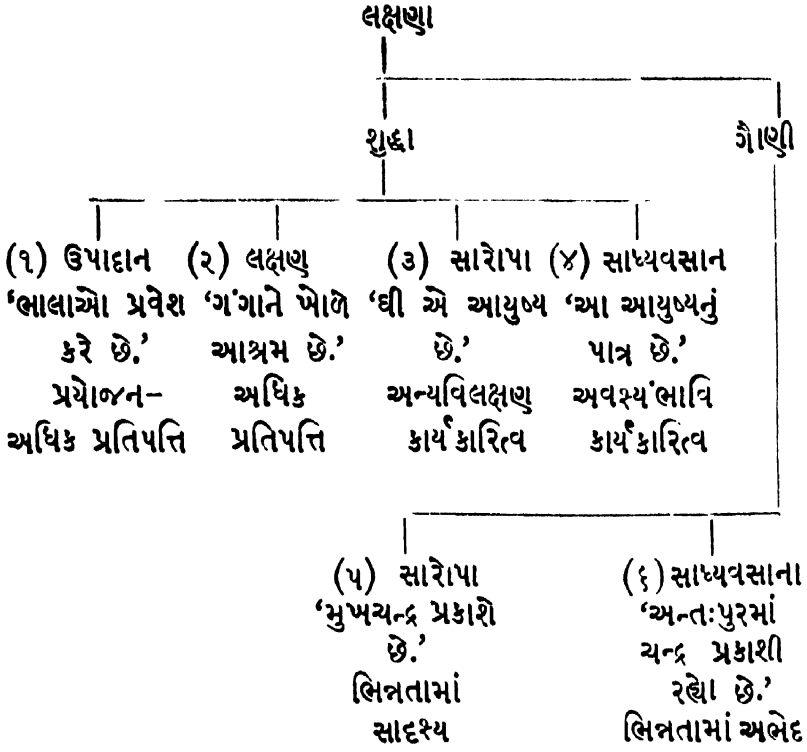 લક્ષણા
શુદ્ધા ગૌણી
(૧) ઉપાદાન (૨) લક્ષણ (૩) સારોપા (૪) સાધ્યવસાન
‘ભાલાઓ પ્રવેશ ‘ગંગાને ખોળે ‘ઘી એ આયુષ્ય ‘આ આયુષ્યનું
કરે છે.’ આશ્રમ છે.’ છે.’ પાત્ર છે.’
પ્રયોજન– અધિક અન્યવિલક્ષણ અવશ્યંભાવિ
અધિક પ્રતિપત્તિ પ્રતિપત્તિ કાર્યકારિત્વ કાર્યકારિત્વ
(૫) સારોપા (૬) સાધ્યવસાના
‘મુખચન્દ્ર પ્રકાશે ‘અન્તઃપુરમાં
છે.’ ચન્દ્ર પ્રકાશી
ભિન્નતામાં રહ્યો છે.’
સાદૃશ્ય ભિન્નતામાં અભેદ